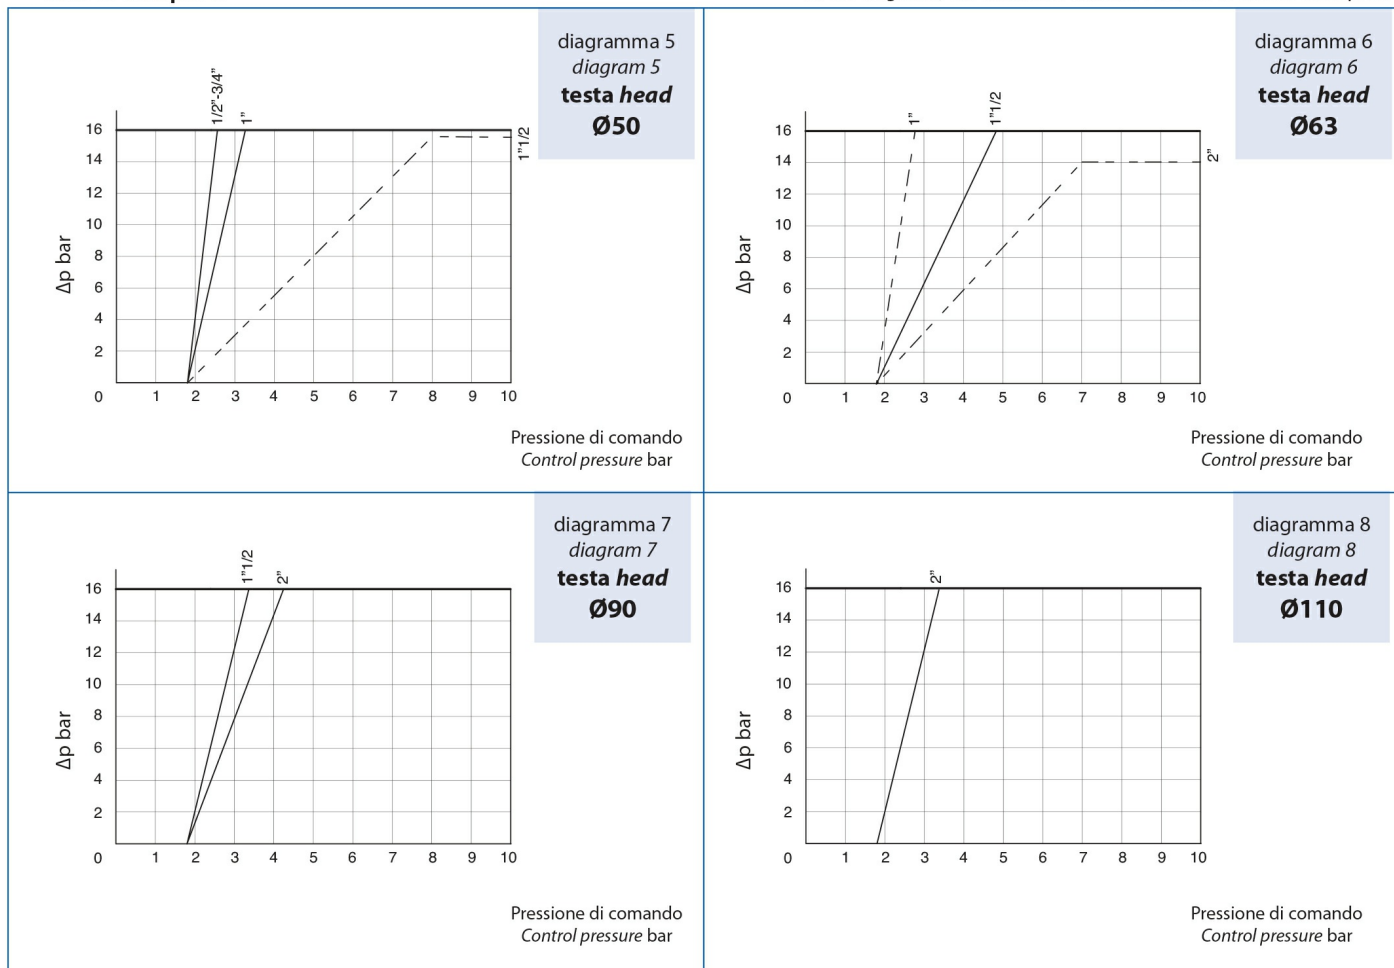 diagramma 5
diagram 5
testa head
Ø50
1/2”-3/4”
1”
1”1/2
16
14
12
10
8
6
4
2
0
1 2 3 4 5 6 7 8 9 10
Δp bar
Pressione di comando
Control pressure bar
diagramma 6
diagram 6
testa head
Ø63
1”
1”1/2
2”
16
14
12
10
8
6
4
2
0
1 2 3 4 5 6 7 8 9 10
Δp bar
Pressione di comando
Control pressure bar
diagramma 7
diagram 7
testa head
Ø90
1”1/2
2”
16
14
12
10
8
6
4
2
0
1 2 3 4 5 6 7 8 9 10
Δp bar
Pressione di comando
Control pressure bar
diagramma 8
diagram 8
testa head
Ø110
2”
16
14
12
10
8
6
4
2
0
1 2 3 4 5 6 7 8 9 10
Δp bar
Pressione di comando
Control pressure bar